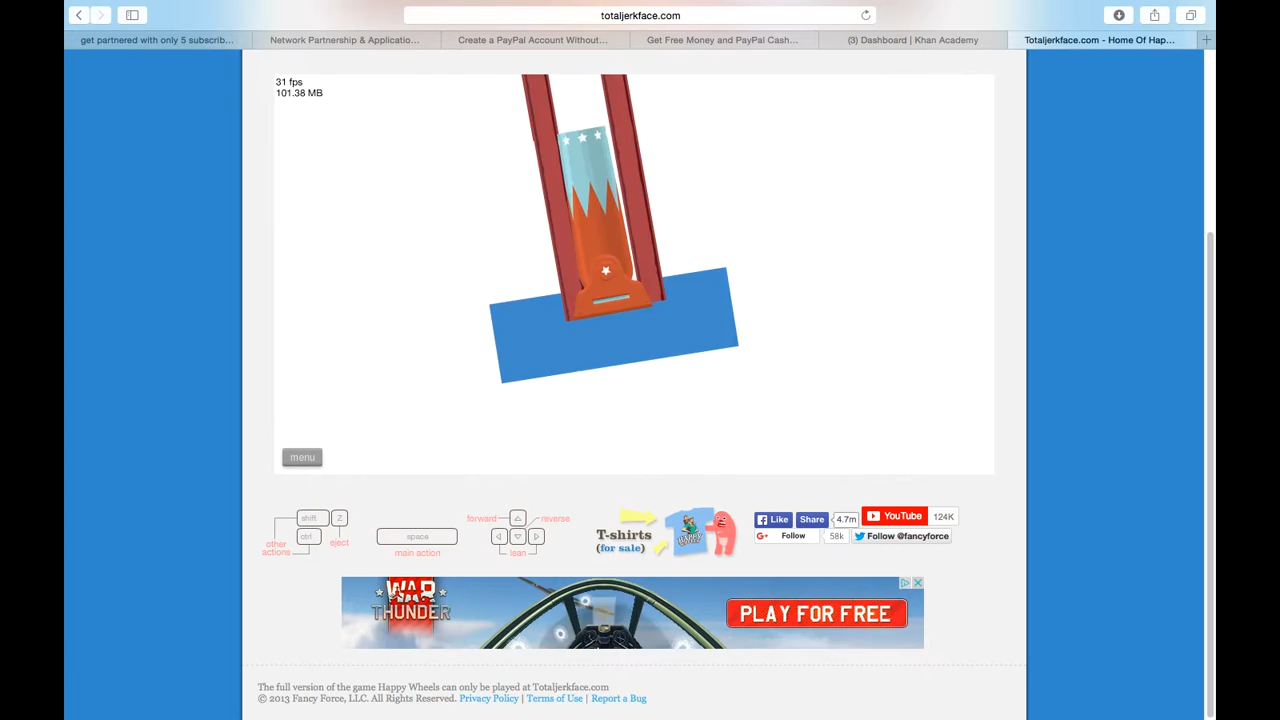 totaljerkface.com
get partnered with only 5 subscrib...
Network Partnership & Applicatio...
Create a PayPal Account Without...
Get Free Money and PayPal Cash...
(3) Dashboard | Khan Academy
Totaljerkface.com - Home Of Hap...
31 fps
101.38 MB
menu
shift
Z
ctrl
other actions
eject
space
main action
forward
reverse
lean
T-shirts
(for sale)
HAPPY
Like
Share
4.7m
YouTube
124K
Follow
58k
Follow @fancyforce
WAR
THUNDER
PLAY FOR FREE
The full version of the game Happy Wheels can only be played at Totaljerkface.com
© 2013 Fancy Force, LLC. All Rights Reserved. Privacy Policy | Terms of Use | Report a Bug